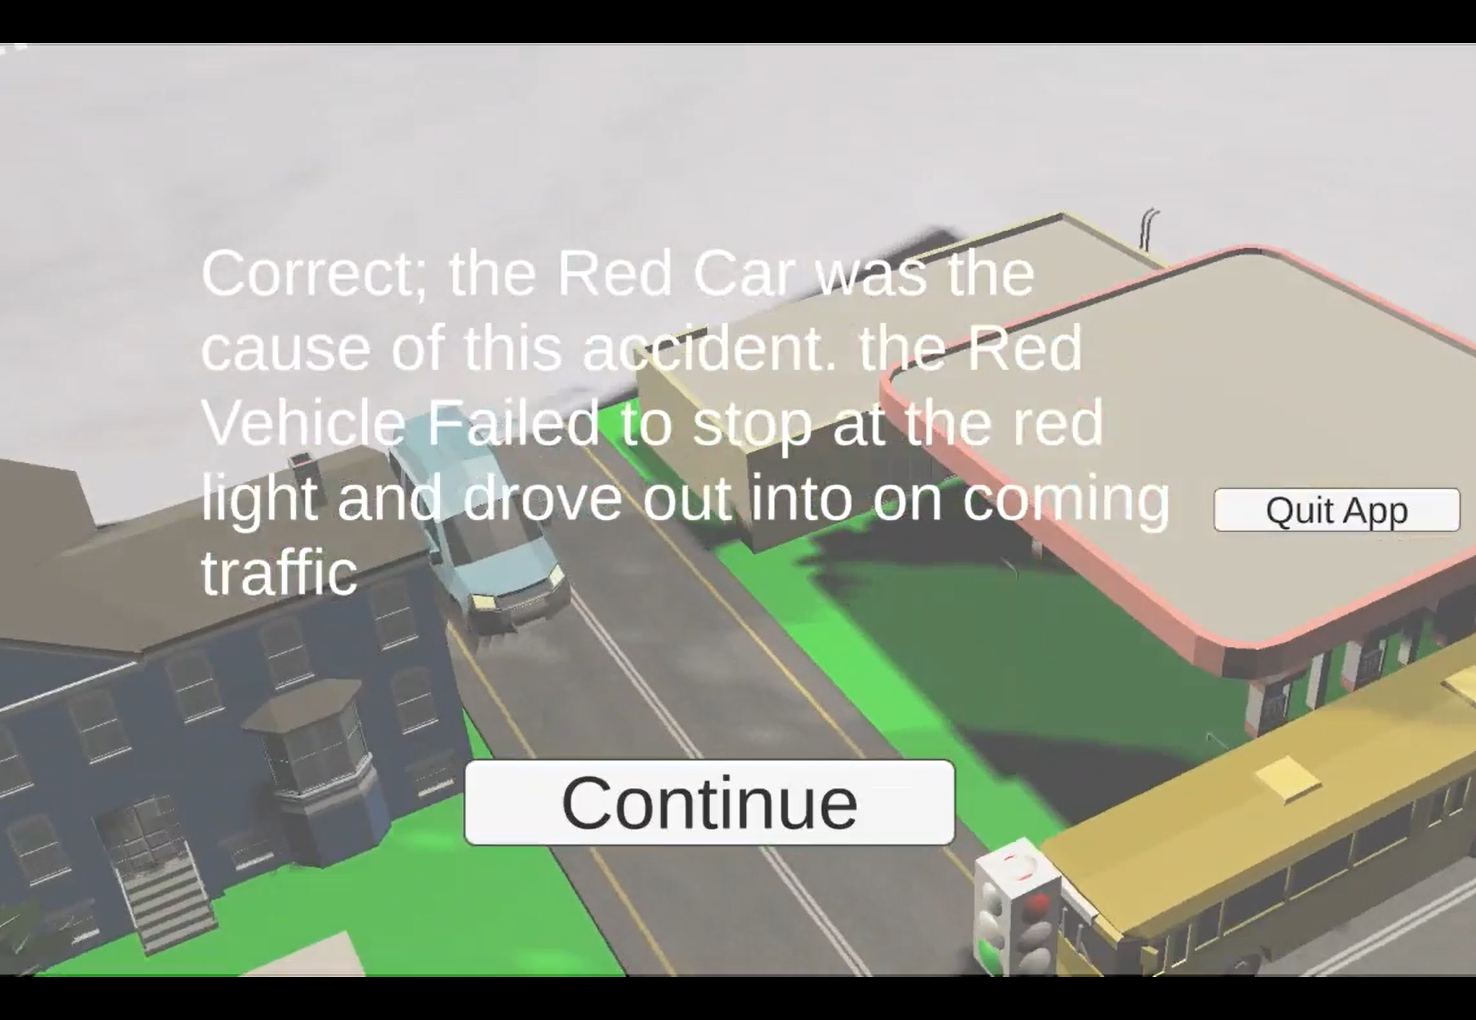 Correct; the Red Car was the
cause of this accident. the Red
Vehicle Failed to stop at the red
light and drove out into on coming
traffic
Quit App
Continue